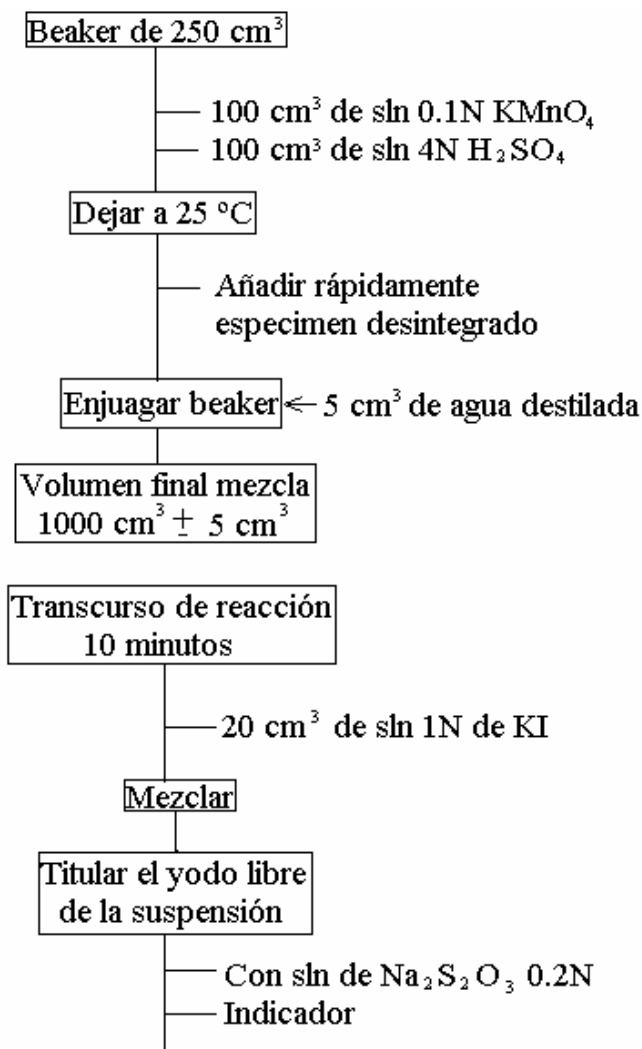 Beaker de 250 cm³
100 cm³ de sln 0.1N KMnO₄
100 cm³ de sln 4N H₂SO₄
Dejar a 25 ºC
Añadir rápidamente
especimen desintegrado
Enjuagar beaker
5 cm³ de agua destilada
Volumen final mezcla
1000 cm³ ± 5 cm³
Transcurso de reacción
10 minutos
20 cm³ de sln 1N de KI
Mezclar
Titular el yodo libre
de la suspensión
Con sln de Na₂S₂O₃ 0.2N
Indicador